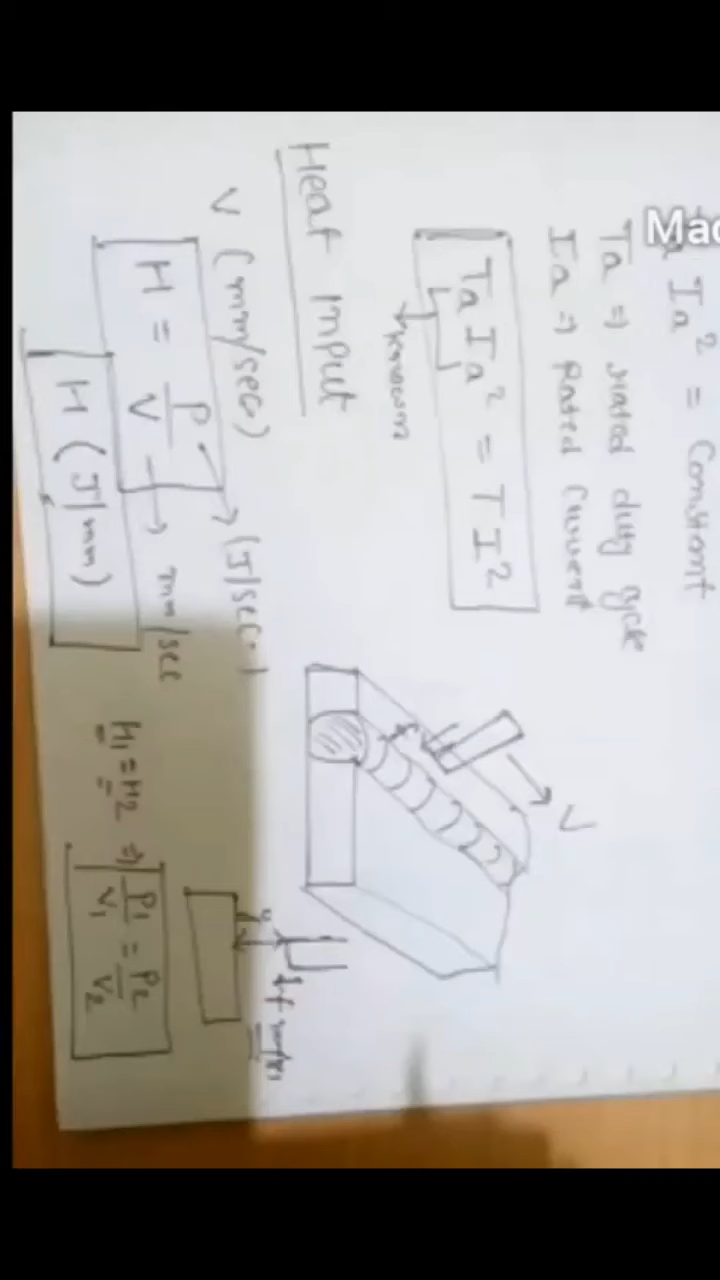 Ia² = Constant
Ta ⇒ rated duty cycle
Ia ⇒ Rated Current
Ta Ia² = T I²
known
Heat Input
V (mm/sec)
H = P/V
(J/sec.)
mm/sec
H (J/mm)
V
H₁ = H₂ ⇒ P₁/V₁ = P₂/V₂
f
Mad